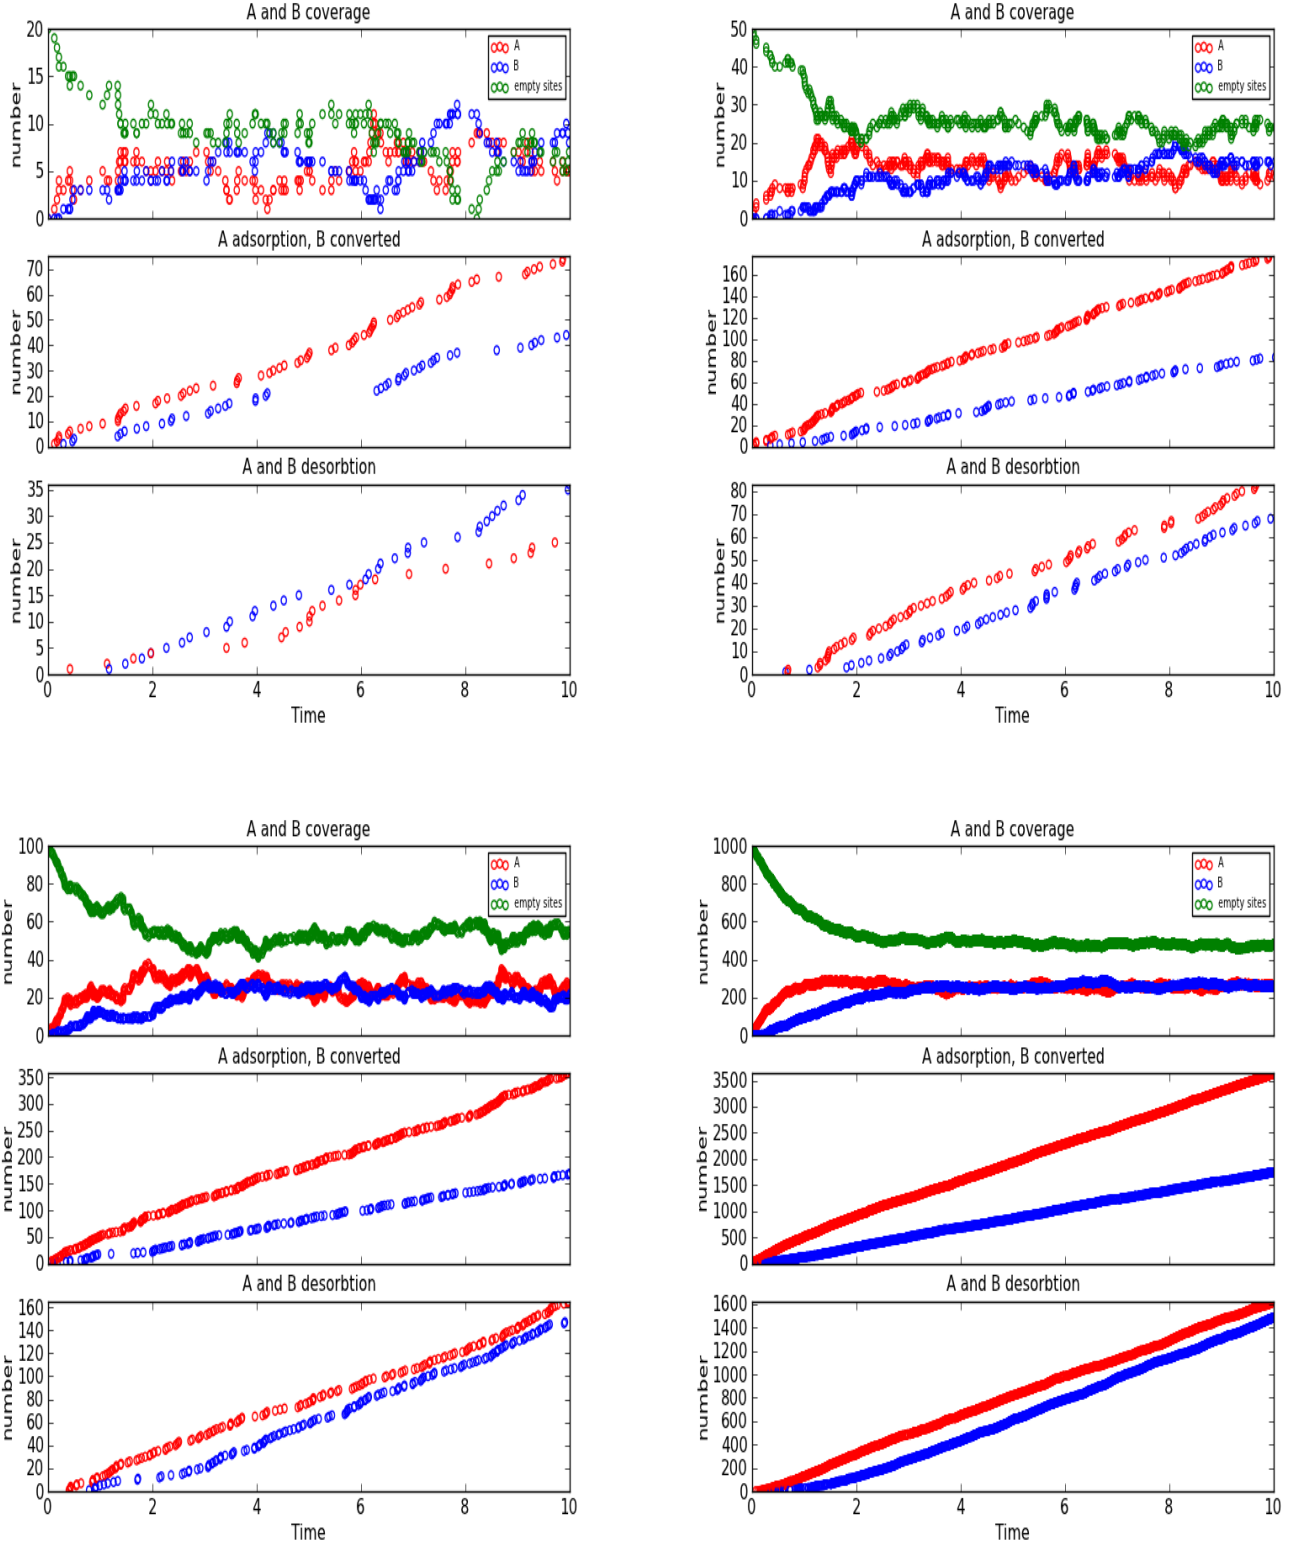 A and B coverage
number
20
15
10
5
0
A
B
empty sites
A adsorption, B converted
number
70
60
50
40
30
20
10
0
A and B desorbtion
number
35
30
25
20
15
10
5
0
0 2 4 6 8 10
Time
A and B coverage
number
50
40
30
20
10
0
A
B
empty sites
A adsorption, B converted
number
160
140
120
100
80
60
40
20
0
A and B desorbtion
number
80
70
60
50
40
30
20
10
0
0 2 4 6 8 10
Time
A and B coverage
number
100
80
60
40
20
0
A
B
empty sites
A adsorption, B converted
number
350
300
250
200
150
100
50
0
A and B desorbtion
number
160
140
120
100
80
60
40
20
0
0 2 4 6 8 10
Time
A and B coverage
number
1000
800
600
400
200
0
A
B
empty sites
A adsorption, B converted
number
3500
3000
2500
2000
1500
1000
500
0
A and B desorbtion
number
1600
1400
1200
1000
800
600
400
200
0
0 2 4 6 8 10
Time